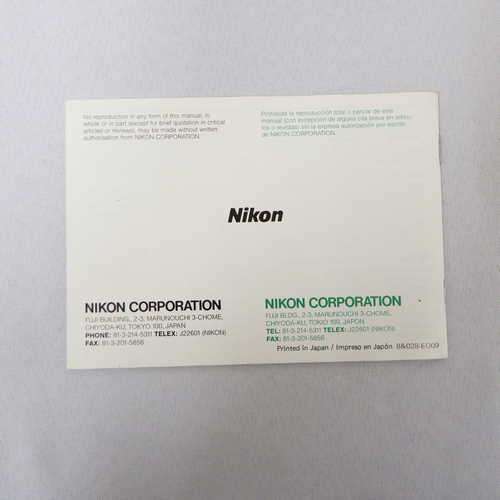 No reproduction in any form of this manual, in
whole or in part (except for brief quotation in critical
articles or reviews), may be made without written
authorization from NIKON CORPORATION.
Prohibida la reproducción total o parcial de este
manual (con excepción de alguna cita breve en artícu-
los o revistas) sin la expresa autorización por escrito
de NIKON CORPORATION.
Nikon
NIKON CORPORATION
FUJI BUILDING, 2-3, MARUNOUCHI 3-CHOME,
CHIYODA-KU, TOKYO 100, JAPAN
PHONE: 81-3-214-5311 TELEX: J22601 (NIKON)
FAX: 81-3-201-5856
NIKON CORPORATION
FUJI BLDG., 2-3, MARUNOUCHI 3-CHOME,
CHIYODA-KU, TOKIO 100, JAPON
TEL: 81-3-214-5311 TELEX: J22601 (NIKON)
FAX: 81-3-201-5856
Printed in Japan / Impreso en Japón